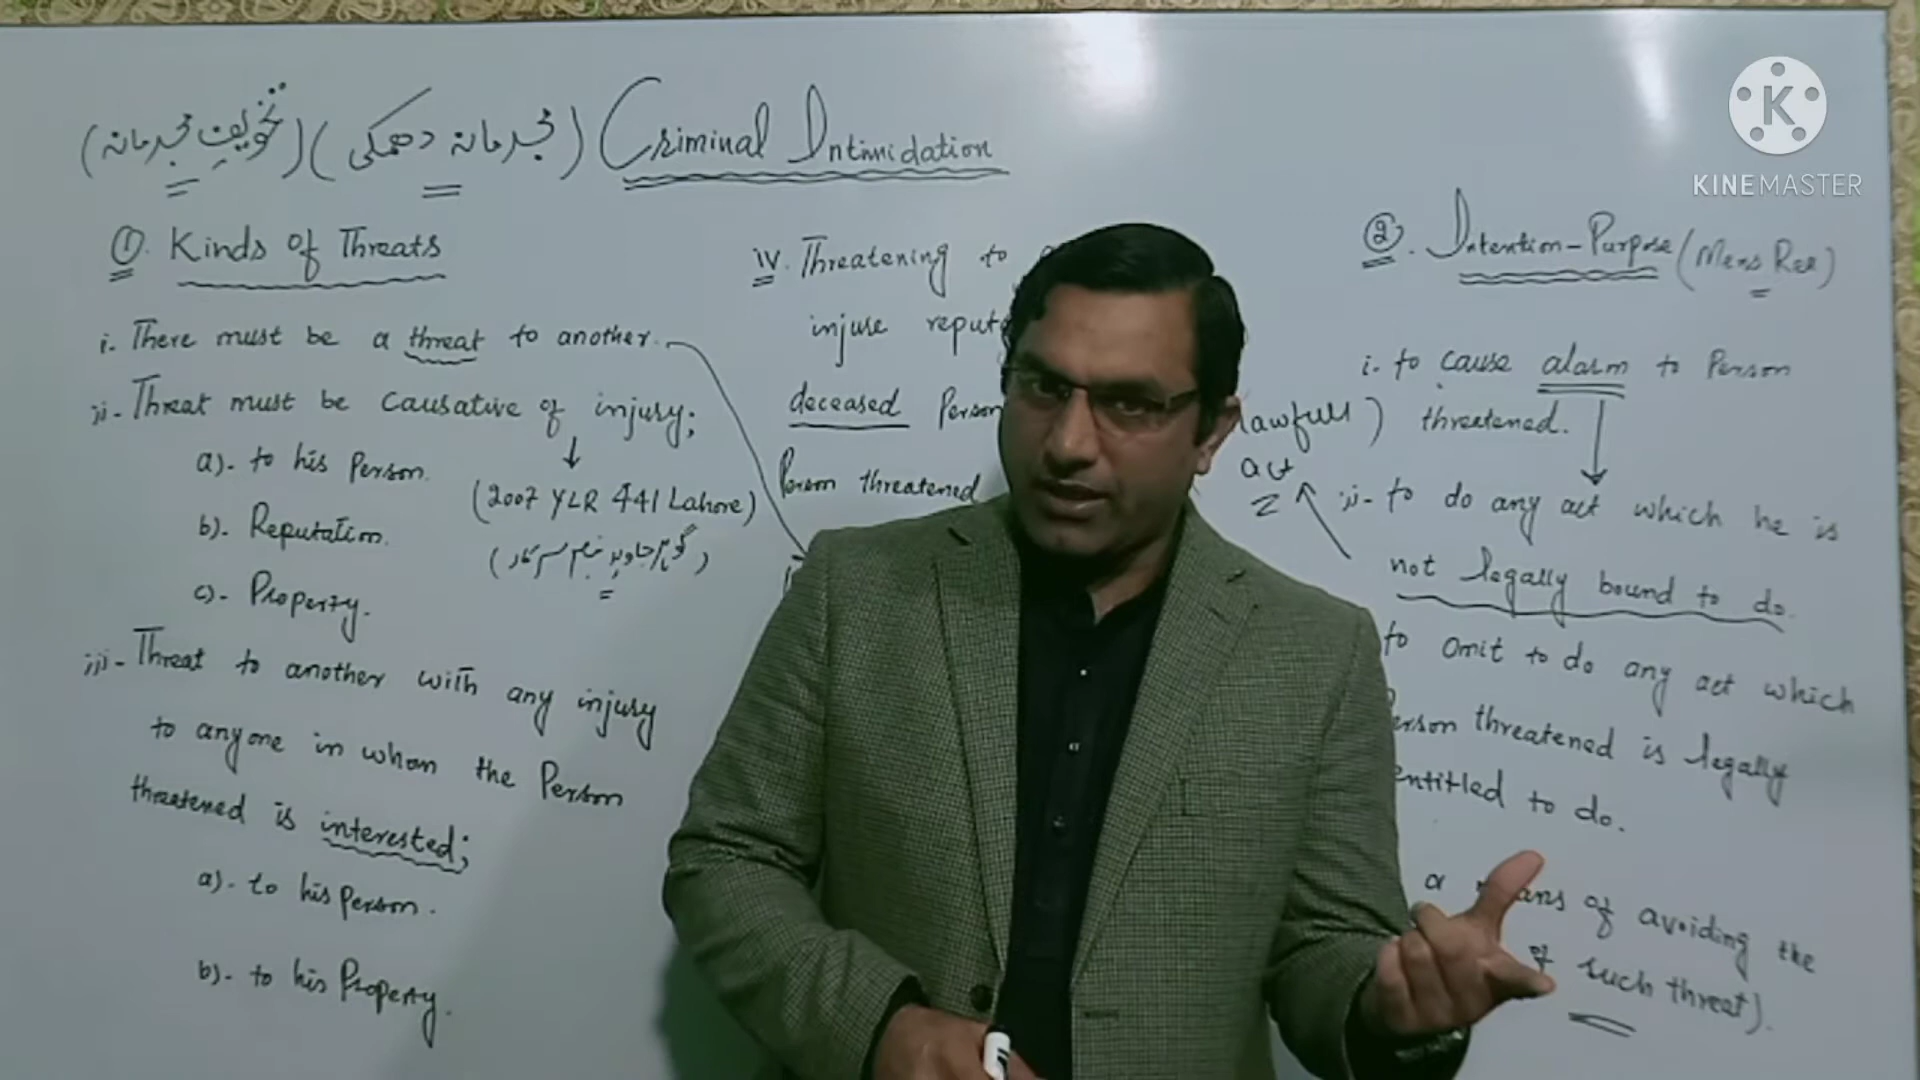 Criminal Intimidation (مجرمانہ دھمکی) (تخویفِ مجرمانہ)
①. Kinds of Threats
i. There must be a threat to another.
ii- Threat must be causative of injury;
a)- to his Person.
b)- Reputation.
c)- Property.
(2007 YLR 441 Lahore)
جاوید بنام سرکار)
iii- Threat to another with any injury
to anyone in whom the Person
threatened is interested;
a)- to his Person.
b)- to his Property.
iv. Threatening to
injuse
deceased Person
Person threatened
②. Intention-Purpose (Mens Rea)
i- to cause alarm to Person
threatened.
act
ii- to do any act which he is
not legally bound to do.
to omit to do any act which
threatened is legally
entitled to do.
of avoiding the
of such threat).
KINEMASTER